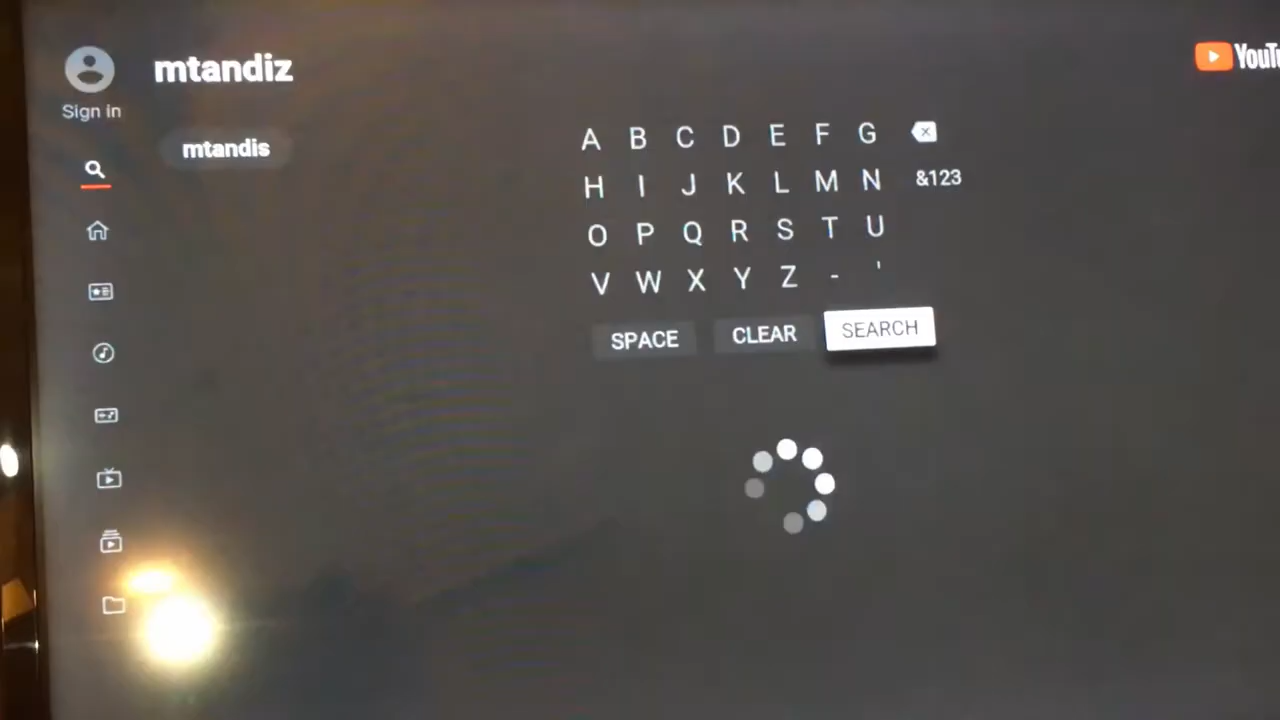 mtandiz
YouTu
Sign in
mtandis
A B C D E F G
H I J K L M N &123
O P Q R S T U
V W X Y Z - '
SPACE CLEAR SEARCH